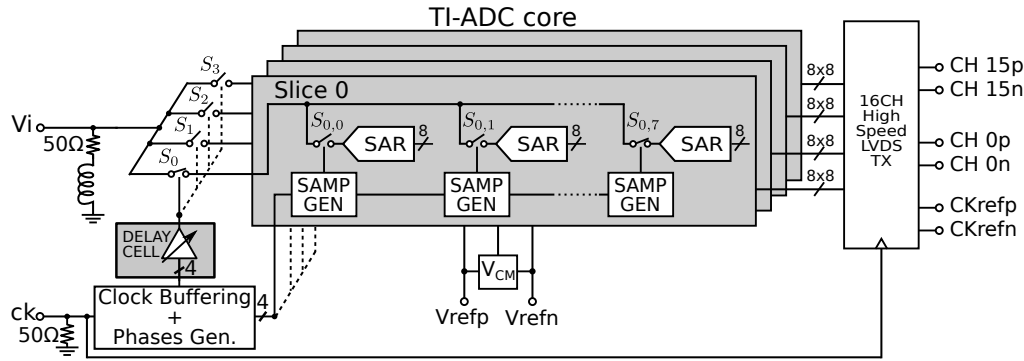 TI-ADC core
Slice 0
S3
S2
S1
S0
Vi
50Ω
S0,0
S0,1
S0,7
SAR
8
SAR
8
SAR
8
SAMP
GEN
SAMP
GEN
SAMP
GEN
8x8
8x8
8x8
8x8
16CH
High
Speed
LVDS
TX
CH 15p
CH 15n
CH 0p
CH 0n
CKrefp
CKrefn
DELAY
CELL
4
Clock Buffering
+
Phases Gen.
4
ck
50Ω
VCM
Vrefp
Vrefn